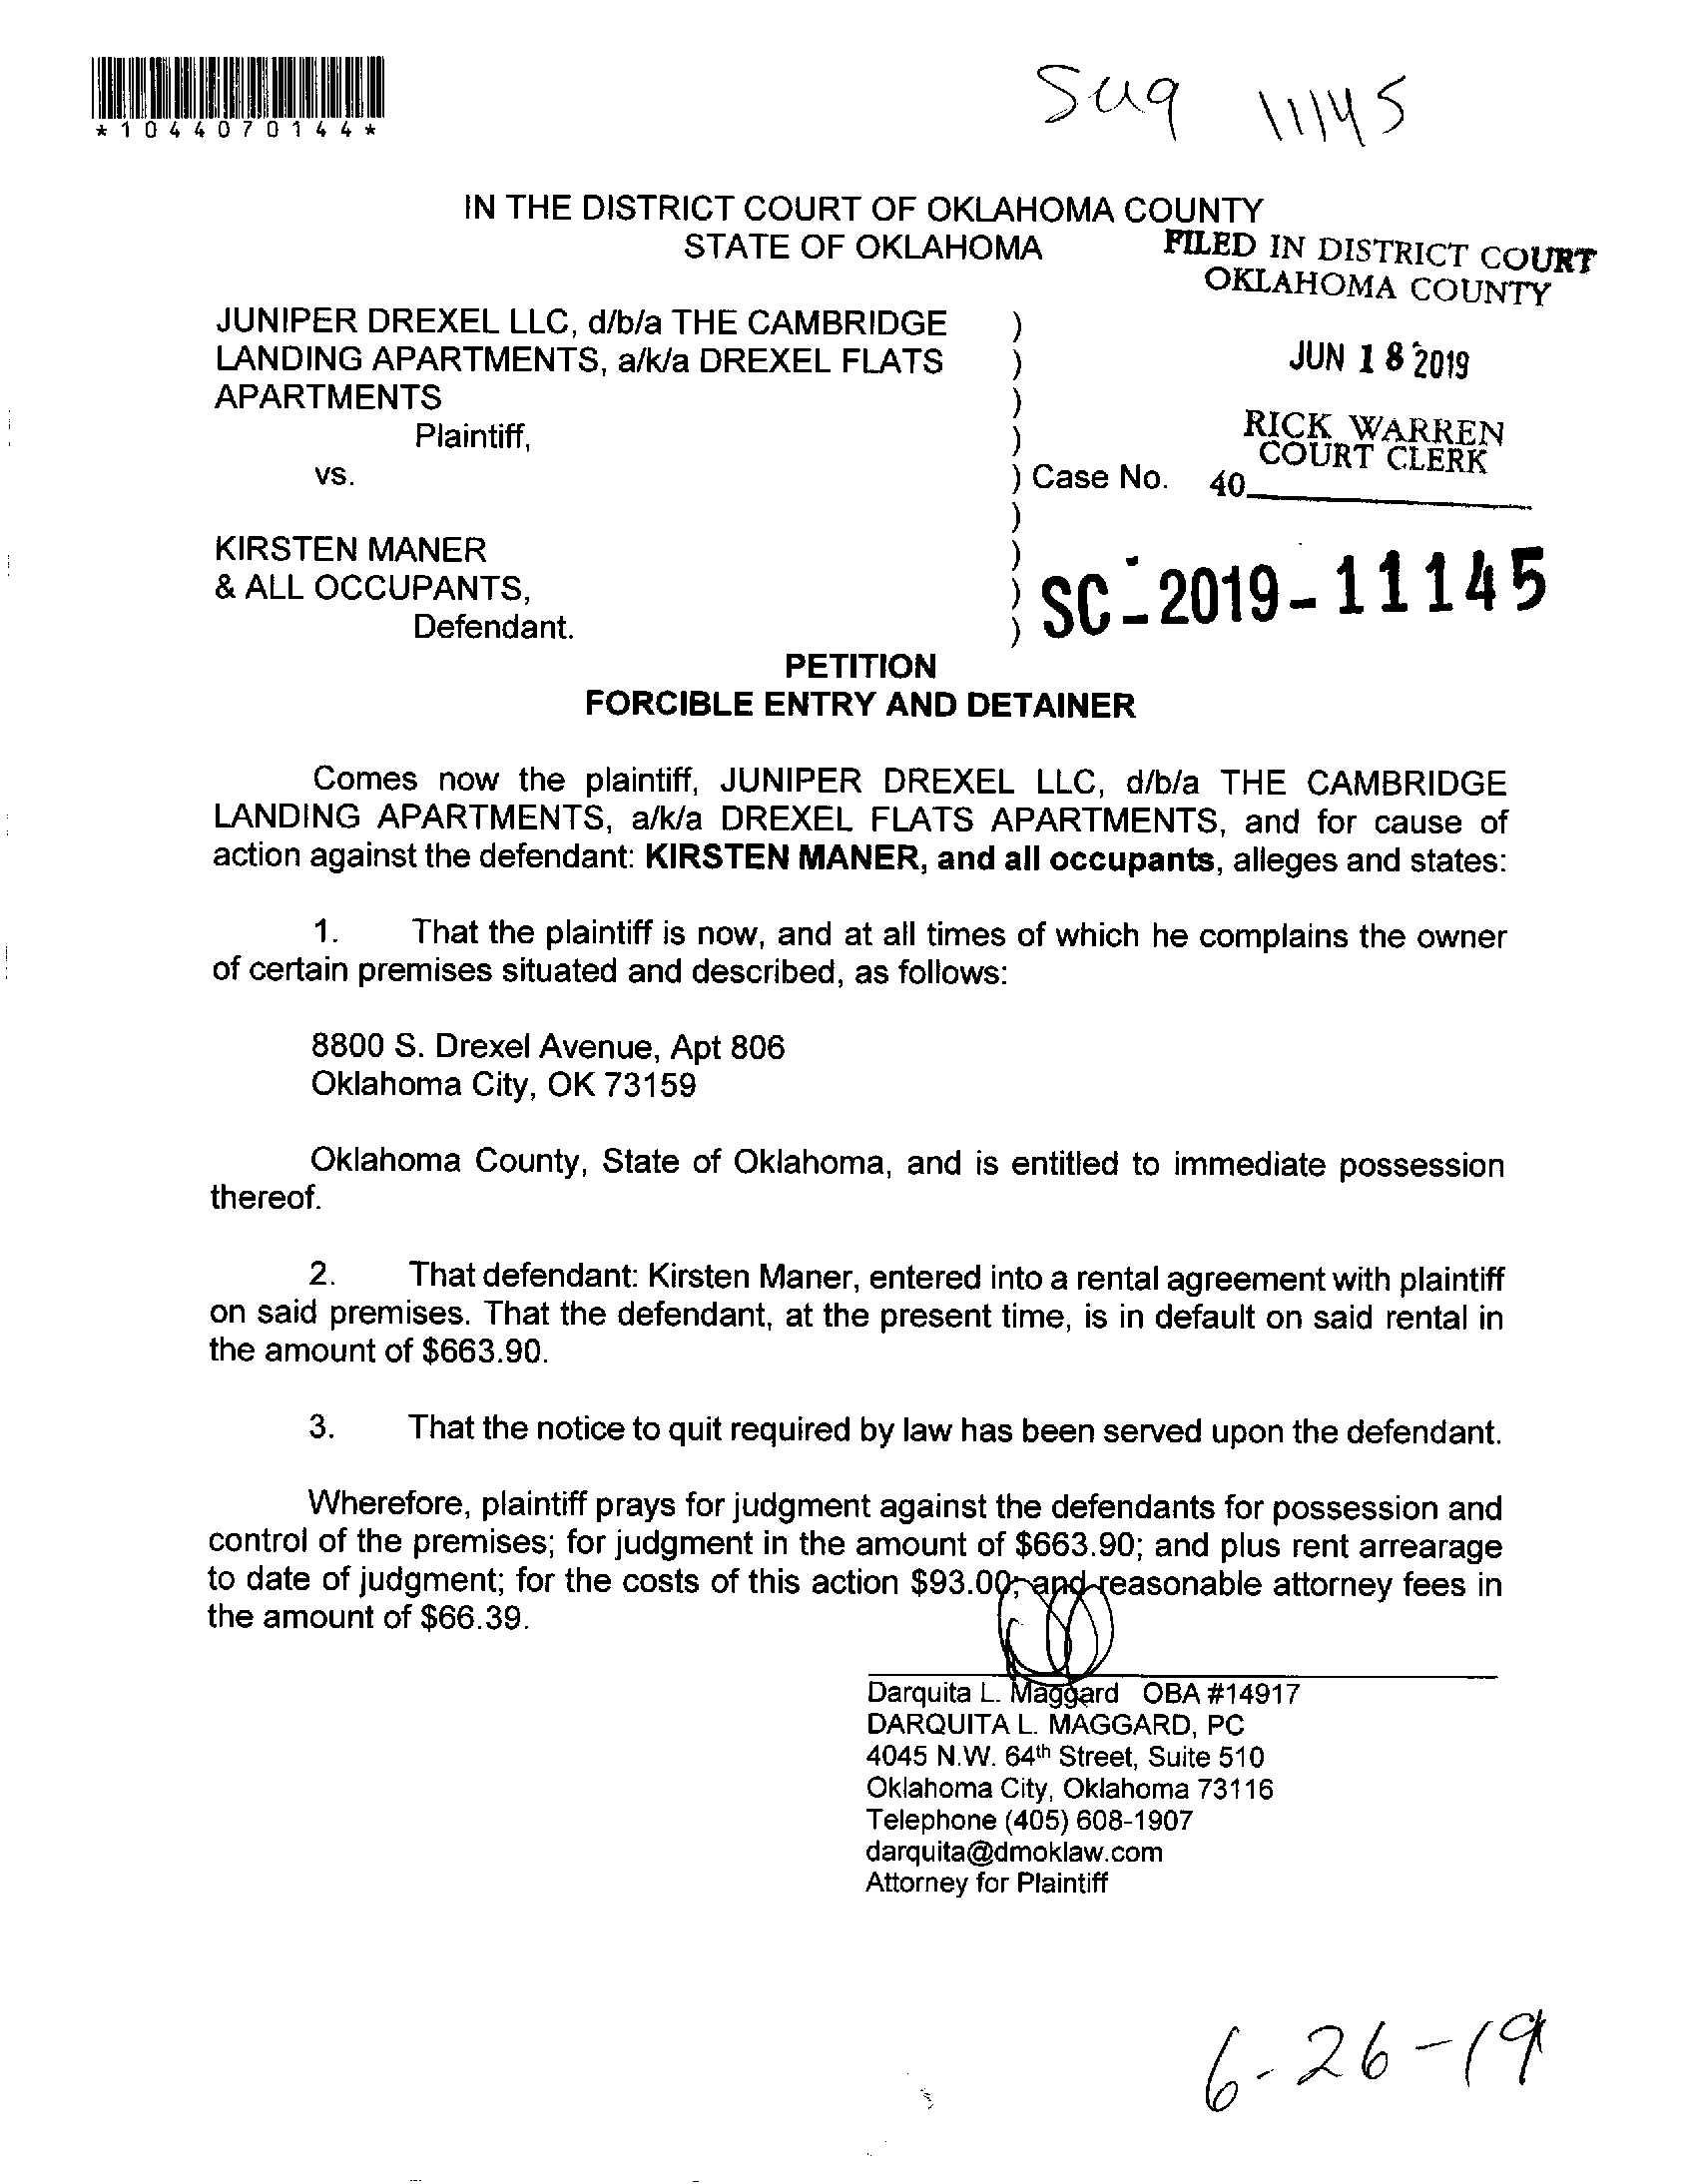 *1044070144*
11145
IN THE DISTRICT COURT OF OKLAHOMA COUNTY
STATE OF OKLAHOMA
FILED IN DISTRICT COURT
OKLAHOMA COUNTY
JUN 18 2019
RICK WARREN
COURT CLERK
40
JUNIPER DREXEL LLC, d/b/a THE CAMBRIDGE )
LANDING APARTMENTS, a/k/a DREXEL FLATS )
APARTMENTS )
Plaintiff, )
vs. ) Case No.
)
KIRSTEN MANER )
& ALL OCCUPANTS, )
Defendant. )
SC-2019-11145
PETITION
FORCIBLE ENTRY AND DETAINER
Comes now the plaintiff, JUNIPER DREXEL LLC, d/b/a THE CAMBRIDGE
LANDING APARTMENTS, a/k/a DREXEL FLATS APARTMENTS, and for cause of
action against the defendant: KIRSTEN MANER, and all occupants, alleges and states:
1. That the plaintiff is now, and at all times of which he complains the owner
of certain premises situated and described, as follows:
8800 S. Drexel Avenue, Apt 806
Oklahoma City, OK 73159
Oklahoma County, State of Oklahoma, and is entitled to immediate possession
thereof.
2. That defendant: Kirsten Maner, entered into a rental agreement with plaintiff
on said premises. That the defendant, at the present time, is in default on said rental in
the amount of $663.90.
3. That the notice to quit required by law has been served upon the defendant.
Wherefore, plaintiff prays for judgment against the defendants for possession and
control of the premises; for judgment in the amount of $663.90; and plus rent arrearage
to date of judgment; for the costs of this action $93.00; and reasonable attorney fees in
the amount of $66.39.
Darquita L. Maggard OBA #14917
DARQUITA L. MAGGARD, PC
4045 N.W. 64th Street, Suite 510
Oklahoma City, Oklahoma 73116
Telephone (405) 608-1907
darquita@dmoklaw.com
Attorney for Plaintiff
6-26-19